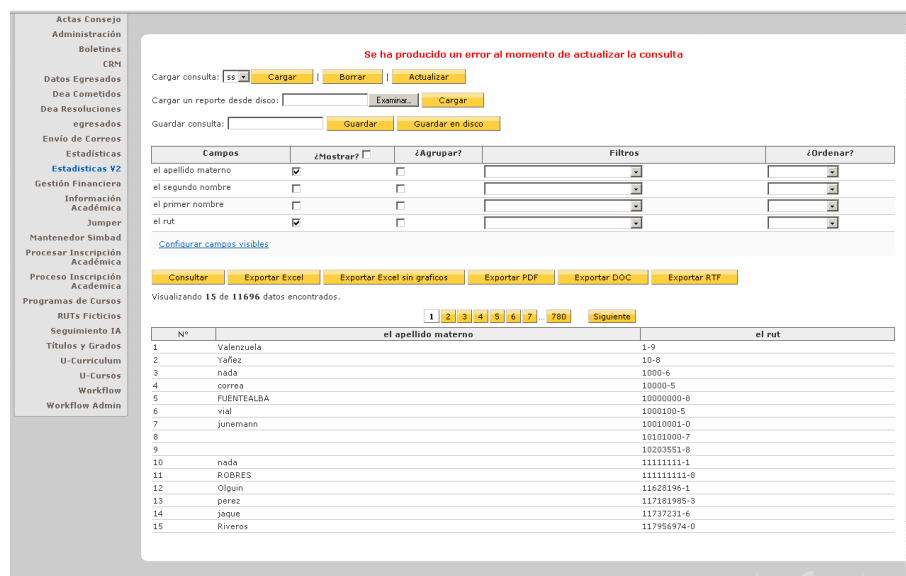 Actas Consejo
Administración
Boletines
CRM
Datos Egresados
Dea Cometidos
Dea Resoluciones
egresados
Envío de Correos
Estadísticas
Estadísticas V2
Gestión Financiera
Información
Académica
Jumper
Mantenedor Simbad
Procesar Inscripción
Académica
Proceso Inscripción
Academica
Programas de Cursos
RUTs Ficticios
Seguimiento IA
Títulos y Grados
U-Curriculum
U-Cursos
Workflow
Workflow Admin
Se ha producido un error al momento de actualizar la consulta
Cargar consulta: ss Cargar | Borrar | Actualizar
Cargar un reporte desde disco: Examinar... Cargar
Guardar consulta: Guardar Guardar en disco
Campos ¿Mostrar? ¿Agrupar? Filtros ¿Ordenar?
el apellido materno
el segundo nombre
el primer nombre
el rut
Configurar campos visibles
Consultar Exportar Excel Exportar Excel sin graficos Exportar PDF Exportar DOC Exportar RTF
Visualizando 15 de 11696 datos encontrados.
1 2 3 4 5 6 7 ... 780 Siguiente
Nº el apellido materno el rut
1 Valenzuela 1-9
2 Yañez 10-8
3 nada 1000-6
4 correa 10000-5
5 FUENTEALBA 10000000-8
6 vial 1000100-5
7 junemann 10010001-0
8 10101000-7
9 10203551-8
10 nada 11111111-1
11 ROBRES 111111111-8
12 Olguin 11628196-1
13 perez 117181985-3
14 jaque 11737231-6
15 Riveros 117956974-0